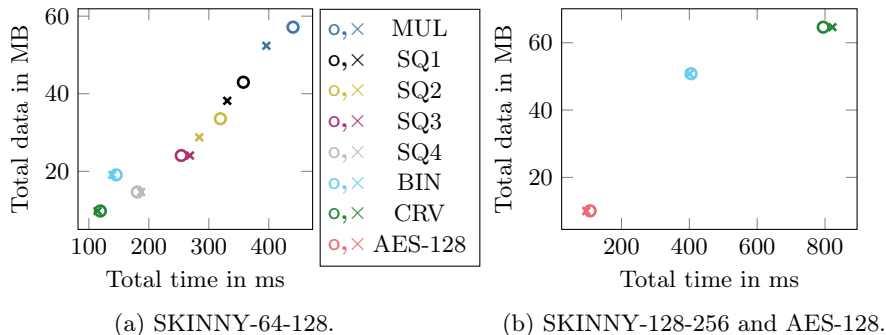 60
40
20
Total data in MB
100 200 300 400
Total time in ms
o,× MUL
o,× SQ1
o,× SQ2
o,× SQ3
o,× SQ4
o,× BIN
o,× CRV
o,× AES-128
60
40
20
Total data in MB
200 400 600 800
Total time in ms
(a) SKINNY-64-128.
(b) SKINNY-128-256 and AES-128.